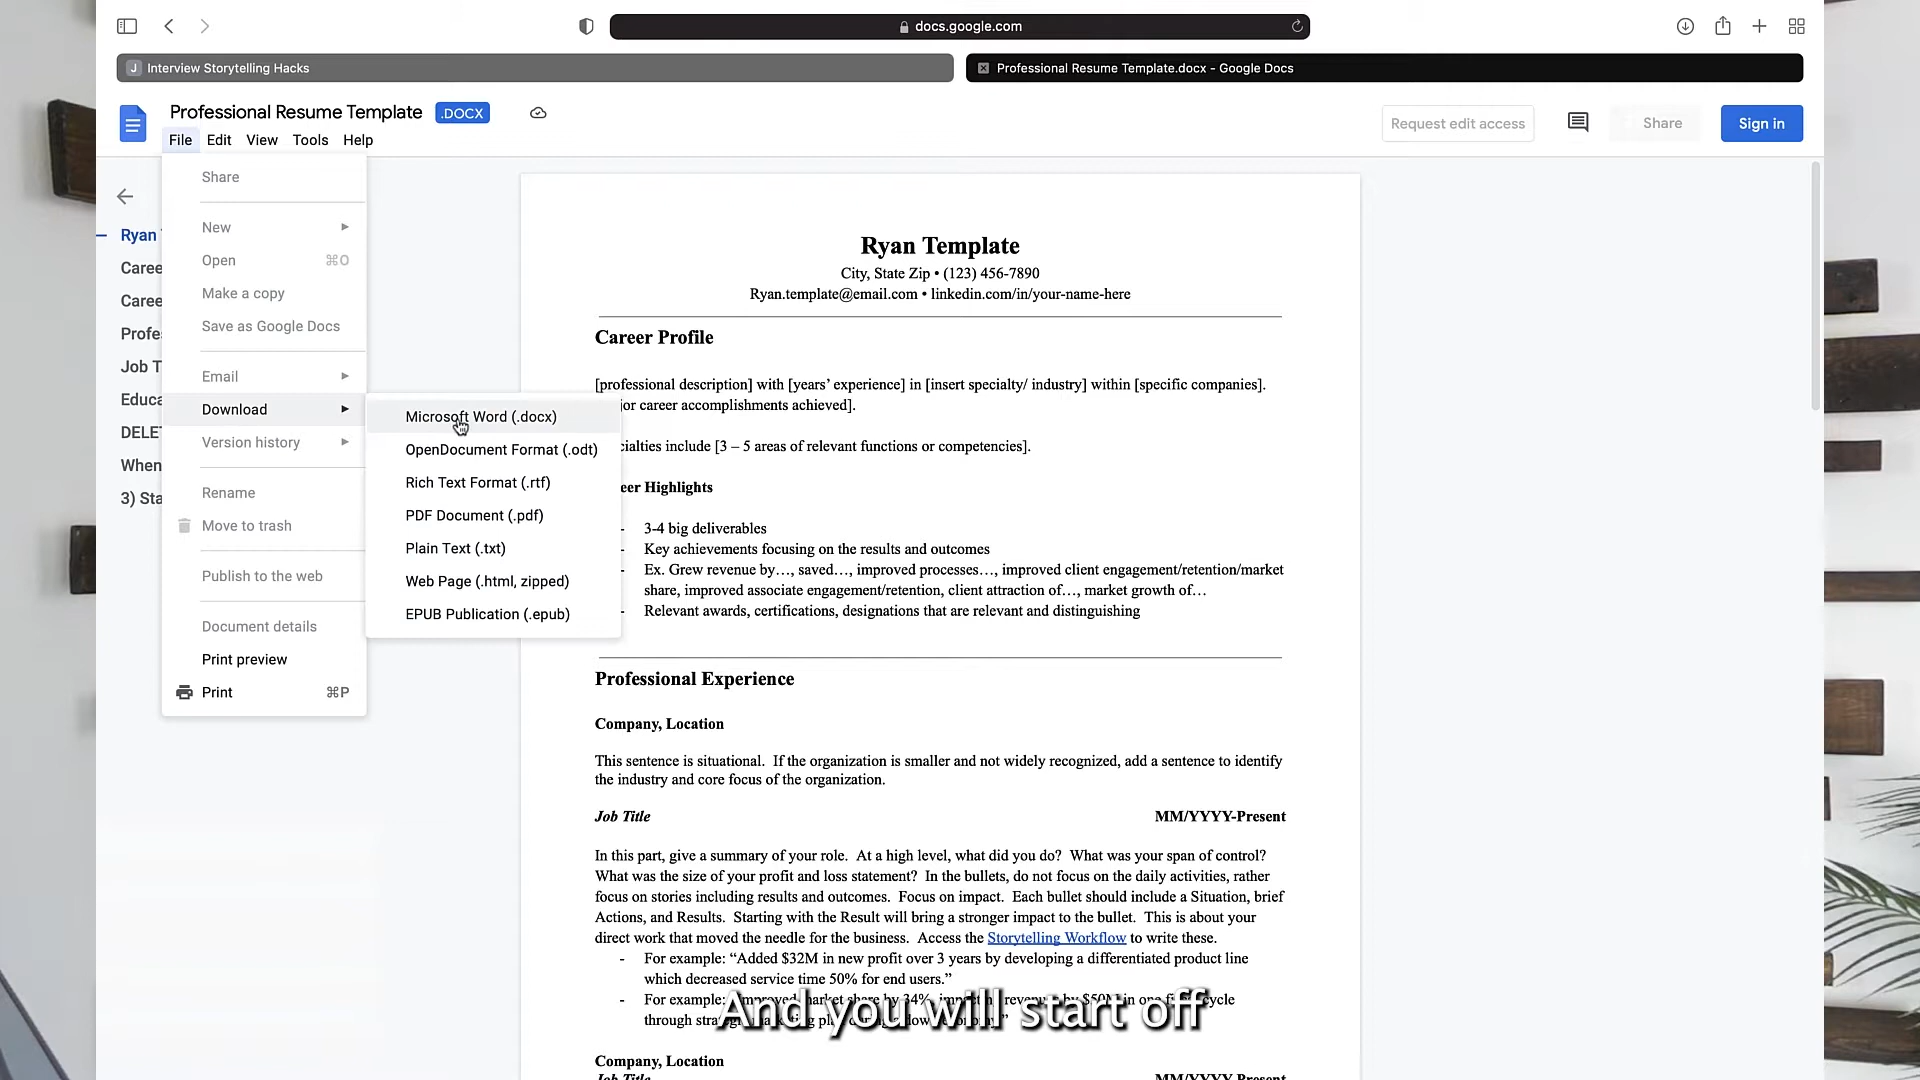 docs.google.com
J Interview Storytelling Hacks
Professional Resume Template.docx - Google Docs
Professional Resume Template .DOCX
File Edit View Tools Help
Request edit access
Share
Sign in
Share
New
Open ⌘O
Make a copy
Save as Google Docs
Email
Download
Version history
Rename
Move to trash
Publish to the web
Document details
Print preview
Print ⌘P
Microsoft Word (.docx)
OpenDocument Format (.odt)
Rich Text Format (.rtf)
PDF Document (.pdf)
Plain Text (.txt)
Web Page (.html, zipped)
EPUB Publication (.epub)
Ryan
Caree
Caree
Profe
Job T
Educa
DELE
When
3) Sta
Ryan Template
City, State Zip • (123) 456-7890
Ryan.template@email.com • linkedin.com/in/your-name-here
Career Profile
[professional description] with [years’ experience] in [insert specialty/ industry] within [specific companies].
jor career accomplishments achieved].
cialties include [3 – 5 areas of relevant functions or competencies].
eer Highlights
- 3-4 big deliverables
- Key achievements focusing on the results and outcomes
- Ex. Grew revenue by…, saved…, improved processes…, improved client engagement/retention/market
share, improved associate engagement/retention, client attraction of…, market growth of…
- Relevant awards, certifications, designations that are relevant and distinguishing
Professional Experience
Company, Location
This sentence is situational. If the organization is smaller and not widely recognized, add a sentence to identify
the industry and core focus of the organization.
Job Title MM/YYYY-Present
In this part, give a summary of your role. At a high level, what did you do? What was your span of control?
What was the size of your profit and loss statement? In the bullets, do not focus on the daily activities, rather
focus on stories including results and outcomes. Focus on impact. Each bullet should include a Situation, brief
Actions, and Results. Starting with the Result will bring a stronger impact to the bullet. This is about your
direct work that moved the needle for the business. Access the Storytelling Workflow to write these.
- For example: “Added $32M in new profit over 3 years by developing a differentiated product line
which decreased service time 50% for end users.”
- For example: market share by 34%, revenue by $50M in one cycle
through
And you will start off
Company, Location
Job Title MM/YYYY-Present